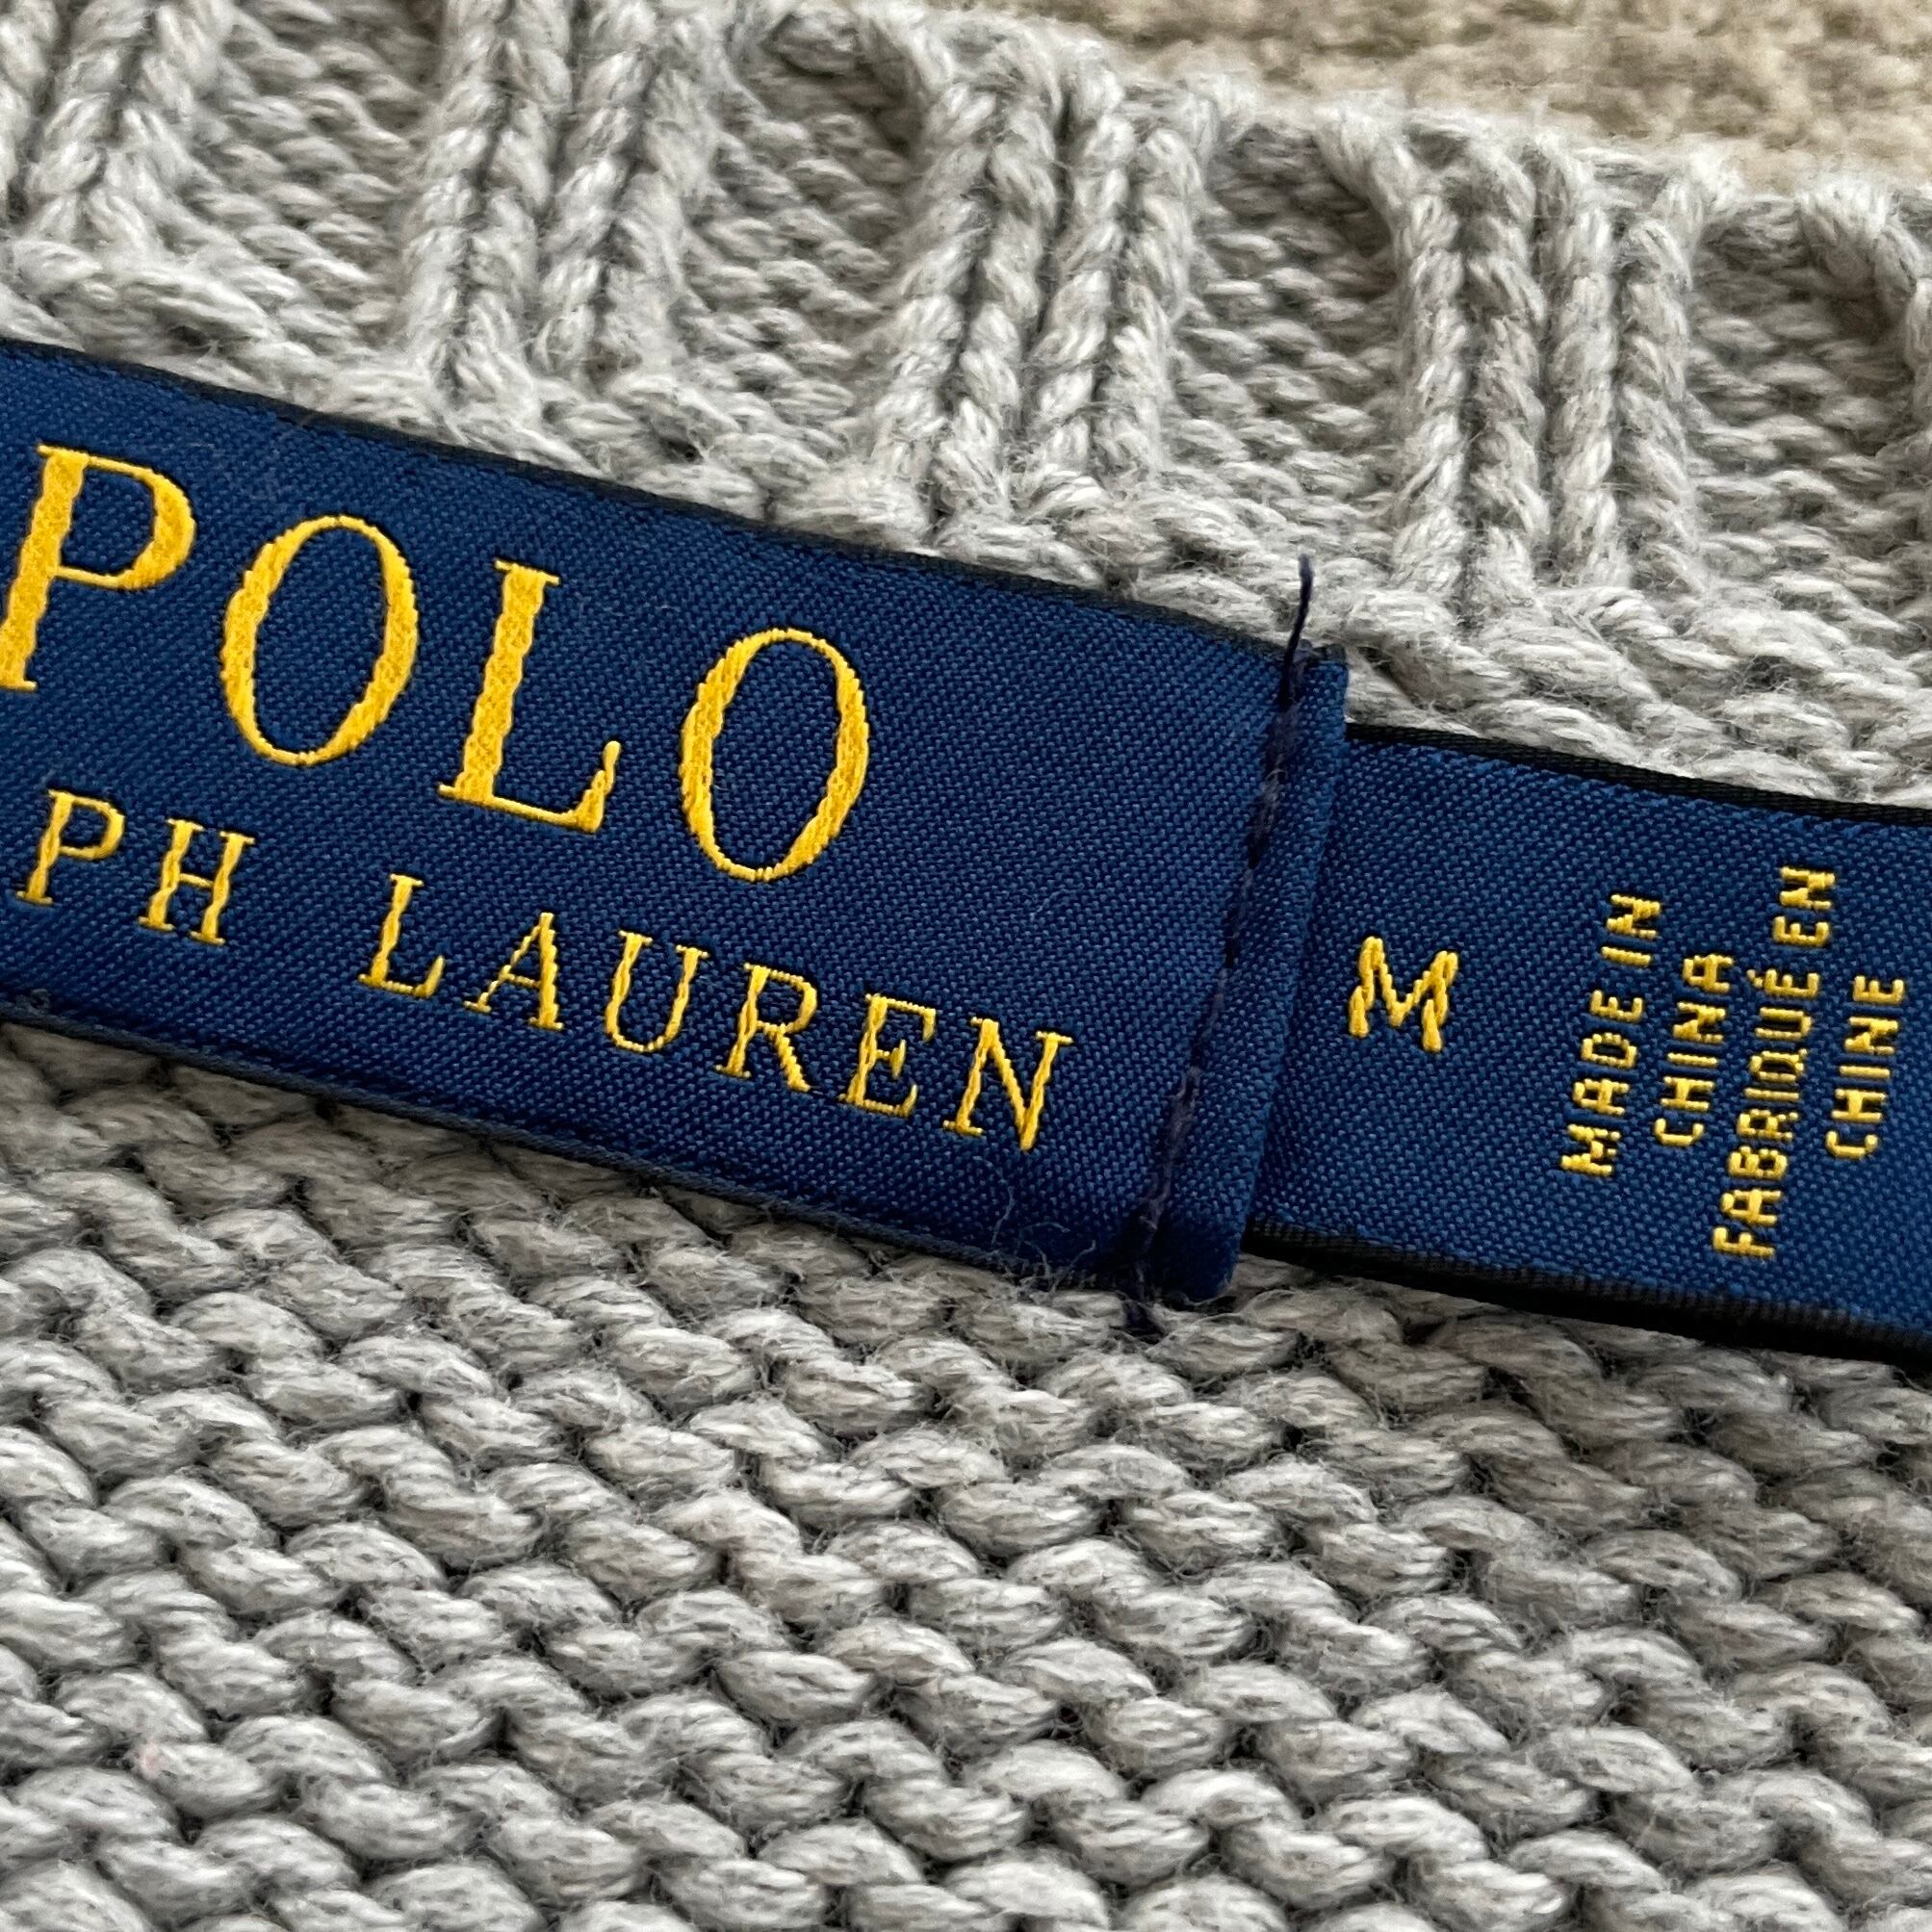 POLO
PH LAUREN
M
MADE IN
CHINA
FABRIQUÉ EN
CHINE